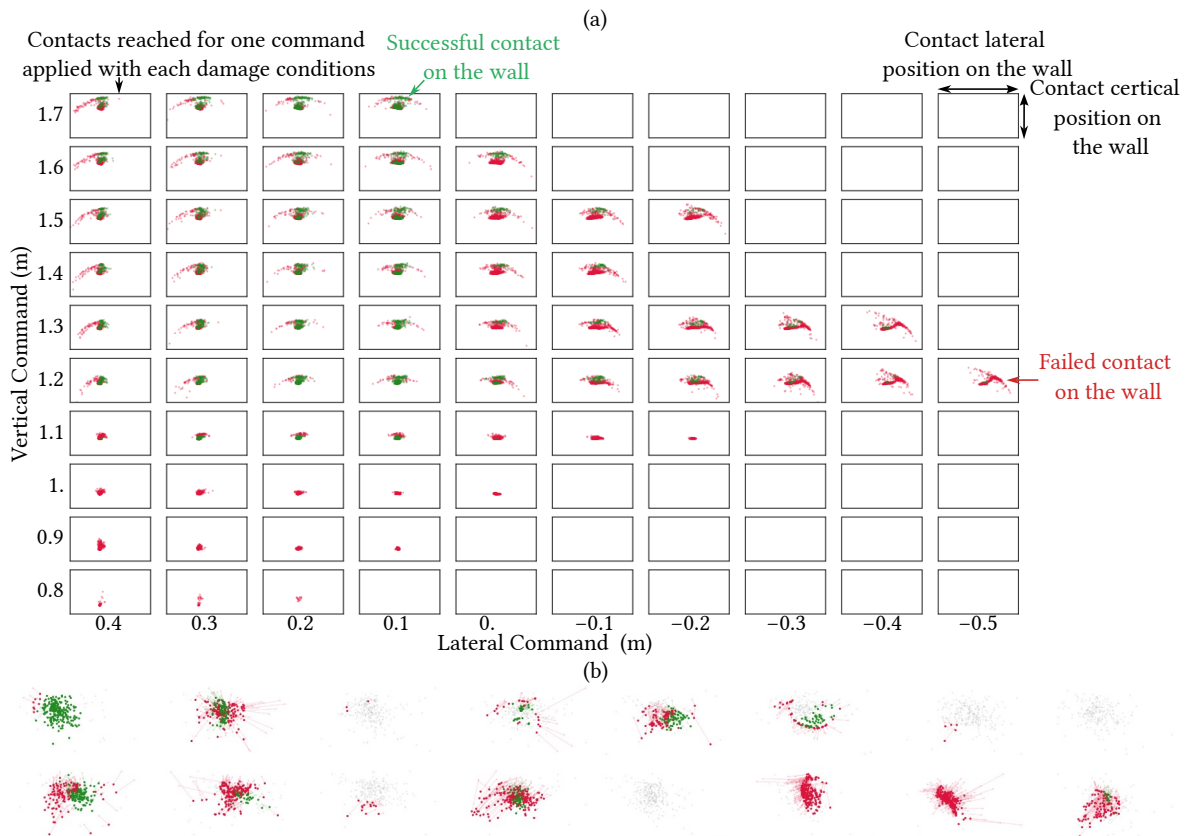 (a)
Contacts reached for one command
applied with each damage conditions
Successful contact
on the wall
Contact lateral
position on the wall
Contact certical
position on
the wall
1.7
1.6
1.5
1.4
1.3
1.2
1.1
1.
0.9
0.8
Vertical Command (m)
Failed contact
on the wall
0.4 0.3 0.2 0.1 0. −0.1 −0.2 −0.3 −0.4 −0.5
Lateral Command (m)
(b)